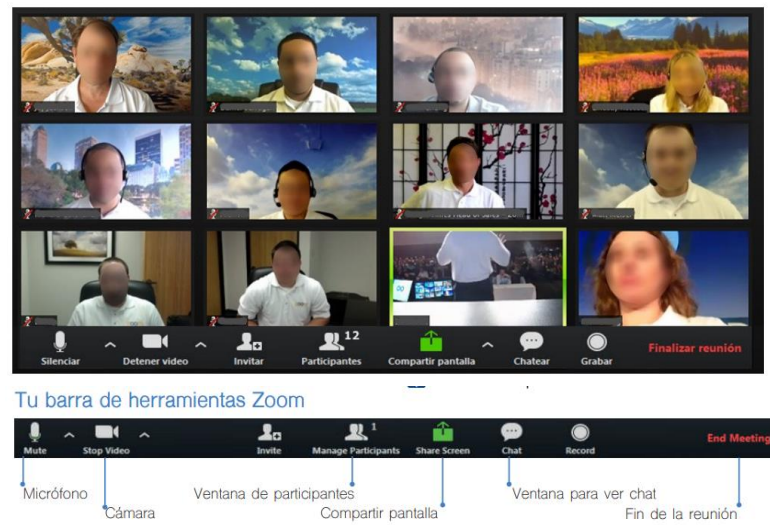 12
Silenciar Detener video Invitar Participantes Compartir pantalla Chatear Grabar Finalizar reunión
Tu barra de herramientas Zoom
1
Mute Stop Video Invite Manage Participants Share Screen Chat Record End Meeting
Micrófono Ventana de participantes Ventana para ver chat
Cámara Compartir pantalla Fin de la reunión